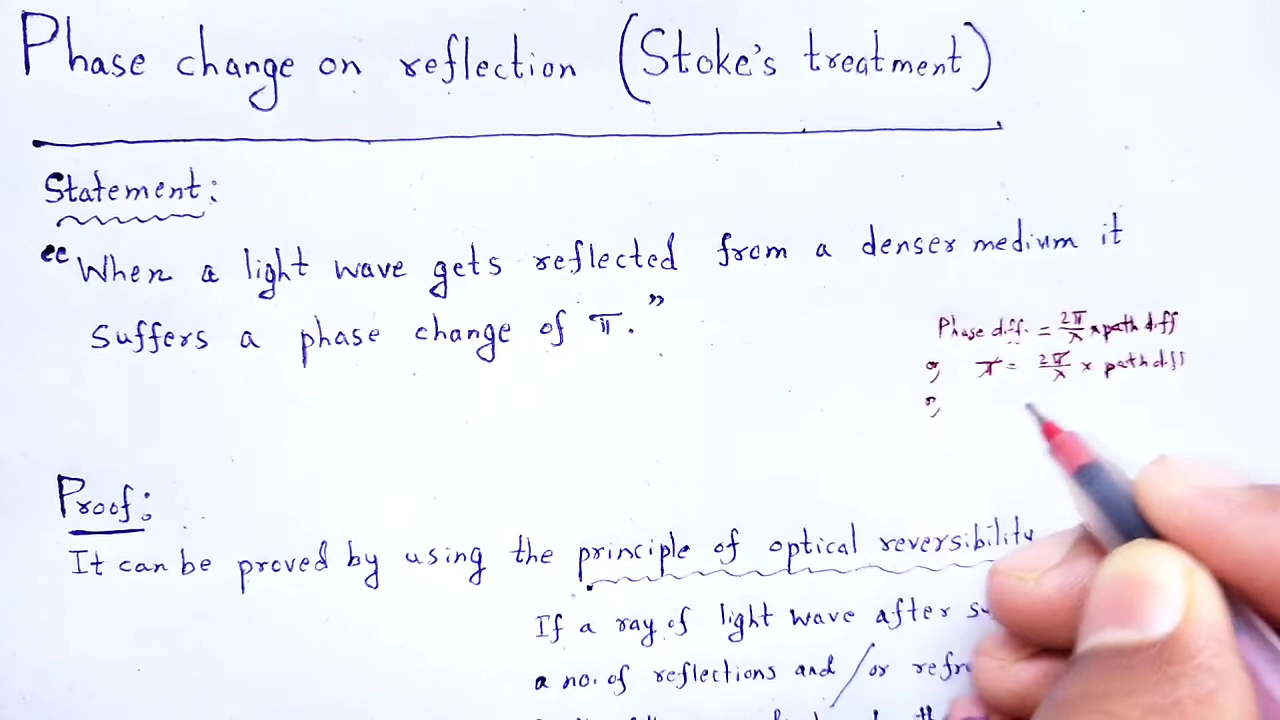 Phase change on reflection (Stoke's treatment)
Statement:
“When a light wave gets reflected from a denser medium it
suffers a phase change of π.”
Phase diff. = 2π/λ × path diff
or, π = 2π/λ × path diff
or,
Proof:
It can be proved by using the principle of optical reversibility
If a ray of light wave after
a no. of reflections and/or